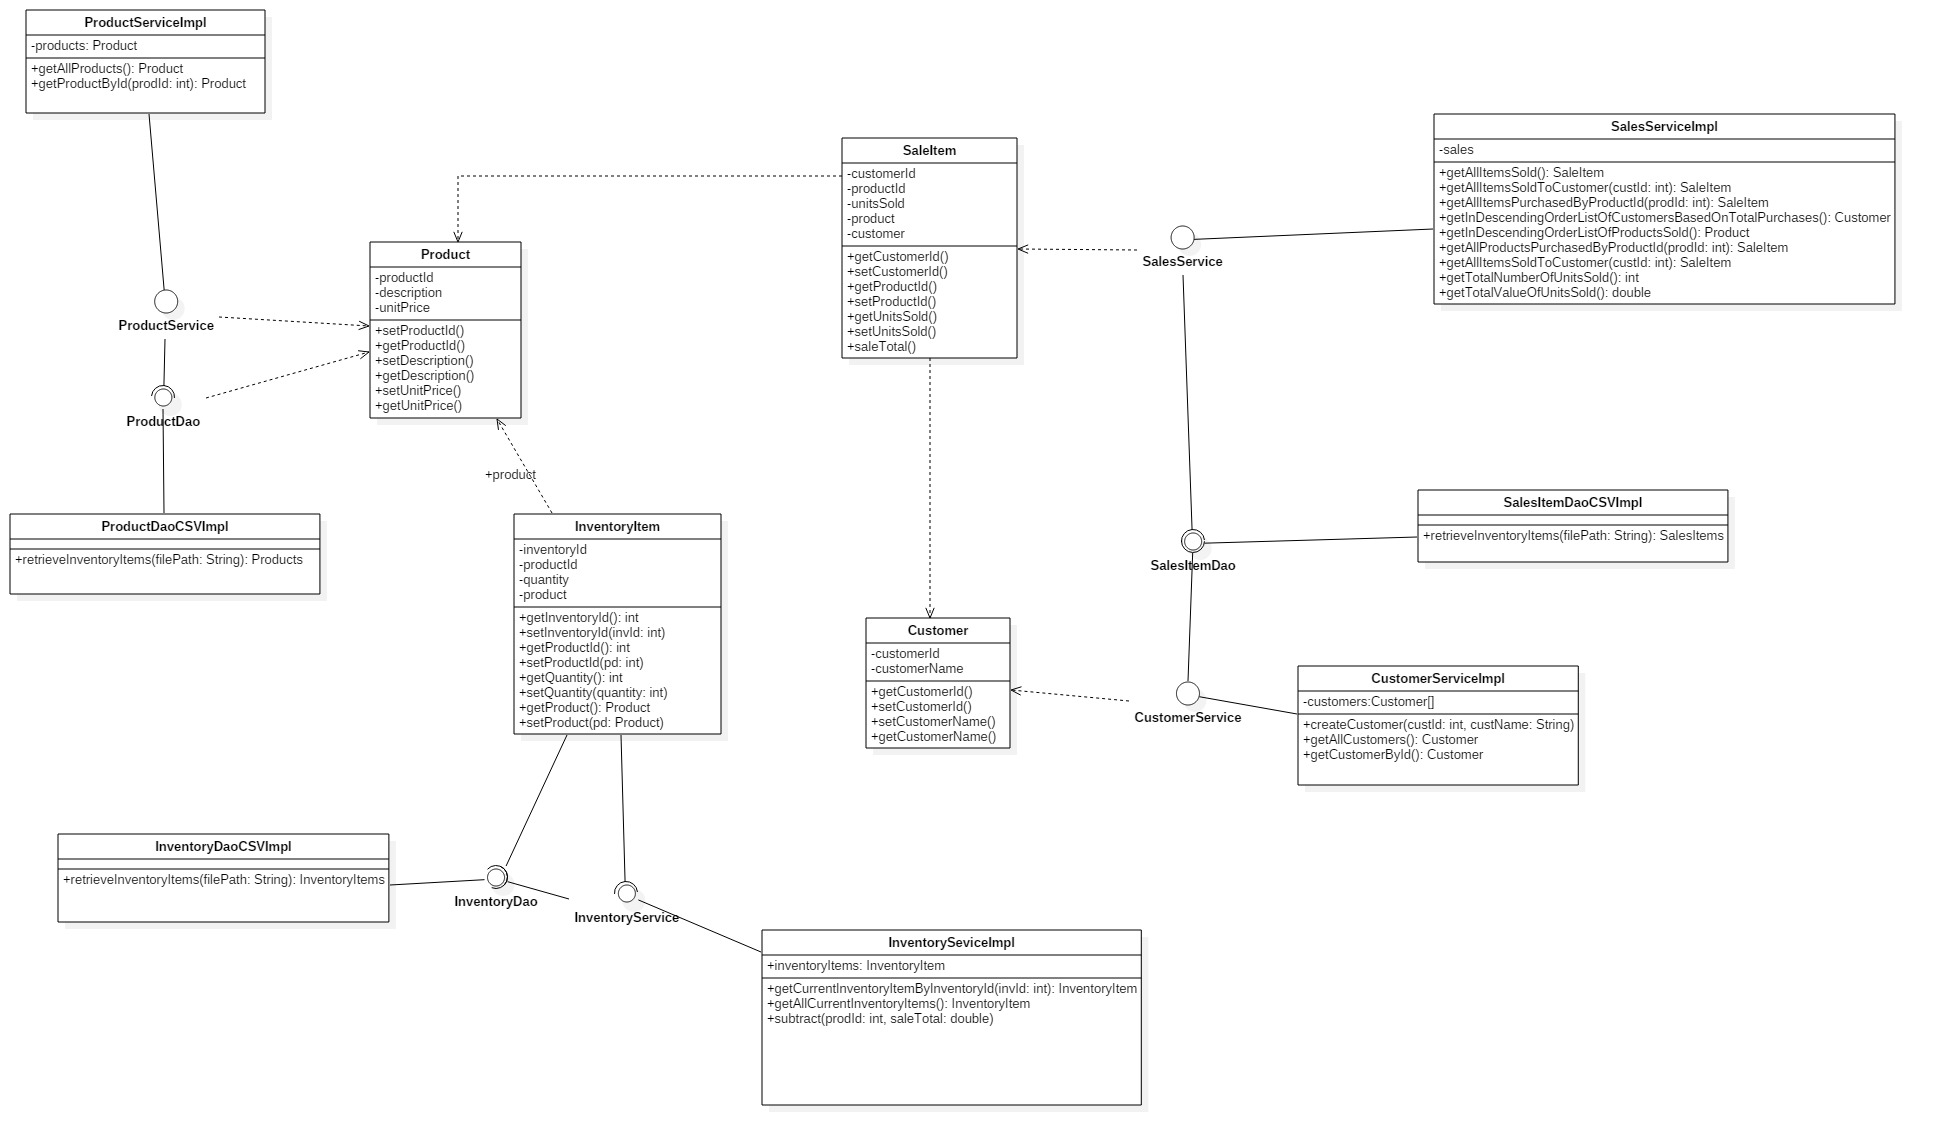 ProductServiceImpl
-products: Product
+getAllProducts(): Product
+getProductById(prodId: int): Product
ProductService
ProductDao
ProductDaoCSVImpl
+retrieveInventoryItems(filePath: String): Products
Product
-productId
-description
-unitPrice
+setProductId()
+getProductId()
+setDescription()
+getDescription()
+setUnitPrice()
+getUnitPrice()
+product
InventoryItem
-inventoryId
-productId
-quantity
-product
+getInventoryId(): int
+setInventoryId(invId: int)
+getProductId(): int
+setProductId(pd: int)
+getQuantity(): int
+setQuantity(quantity: int)
+getProduct(): Product
+setProduct(pd: Product)
InventoryDaoCSVImpl
+retrieveInventoryItems(filePath: String): InventoryItems
InventoryDao
InventoryService
InventorySeviceImpl
+inventoryItems: InventoryItem
+getCurrentInventoryItemByInventoryId(invId: int): InventoryItem
+getAllCurrentInventoryItems(): InventoryItem
+subtract(prodId: int, saleTotal: double)
SaleItem
-customerId
-productId
-unitsSold
-product
-customer
+getCustomerId()
+setCustomerId()
+getProductId()
+setProductId()
+getUnitsSold()
+setUnitsSold()
+saleTotal()
SalesService
SalesServiceImpl
-sales
+getAllItemsSold(): SaleItem
+getAllItemsSoldToCustomer(custId: int): SaleItem
+getAllItemsPurchasedByProductId(prodId: int): SaleItem
+getInDescendingOrderListOfCustomersBasedOnTotalPurchases(): Customer
+getInDescendingOrderListOfProductsSold(): Product
+getAllProductsPurchasedByProductId(prodId: int): SaleItem
+getAllItemsSoldToCustomer(custId: int): SaleItem
+getTotalNumberOfUnitsSold(): int
+getTotalValueOfUnitsSold(): double
SalesItemDao
SalesItemDaoCSVImpl
+retrieveInventoryItems(filePath: String): SalesItems
Customer
-customerId
-customerName
+getCustomerId()
+setCustomerId()
+setCustomerName()
+getCustomerName()
CustomerService
CustomerServiceImpl
-customers:Customer[]
+createCustomer(custId: int, custName: String)
+getAllCustomers(): Customer
+getCustomerById(): Customer